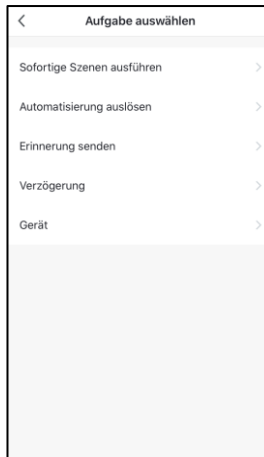 Aufgabe auswählen
Sofortige Szenen ausführen
Automatisierung auslösen
Erinnerung senden
Verzögerung
Gerät